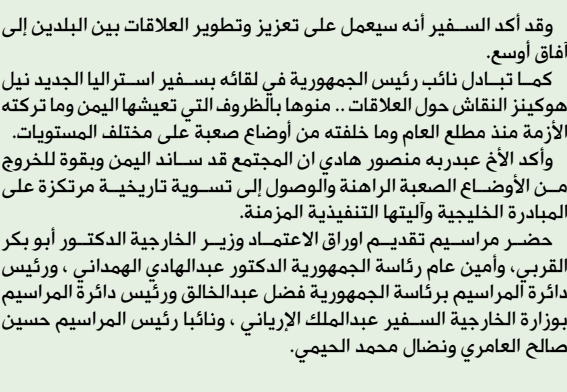 وقد أكد السفير أنه سيعمل على تعزيز وتطوير العلاقات بين البلدين إلى
آفاق أوسع.
كما تبادل نائب رئيس الجمهورية في لقائه بسفير استراليا الجديد نيل
هوكينز النقاش حول العلاقات .. منوها بالظروف التي تعيشها اليمن وما تركته
الأزمة منذ مطلع العام وما خلفته من أوضاع صعبة على مختلف المستويات.
وأكد الأخ عبدربه منصور هادي ان المجتمع قد ساند اليمن وبقوة للخروج
من الأوضاع الصعبة الراهنة والوصول إلى تسوية تاريخية مرتكزة على
المبادرة الخليجية وآليتها التنفيذية المزمنة.
حضر مراسيم تقديم اوراق الاعتماد وزير الخارجية الدكتور أبو بكر
القربي، وأمين عام رئاسة الجمهورية الدكتور عبدالهادي الهمداني ، ورئيس
دائرة المراسيم برئاسة الجمهورية فضل عبدالخالق ورئيس دائرة المراسيم
بوزارة الخارجية السفير عبدالملك الإرياني ، ونائبا رئيس المراسيم حسين
صالح العامري ونضال محمد الحيمي.